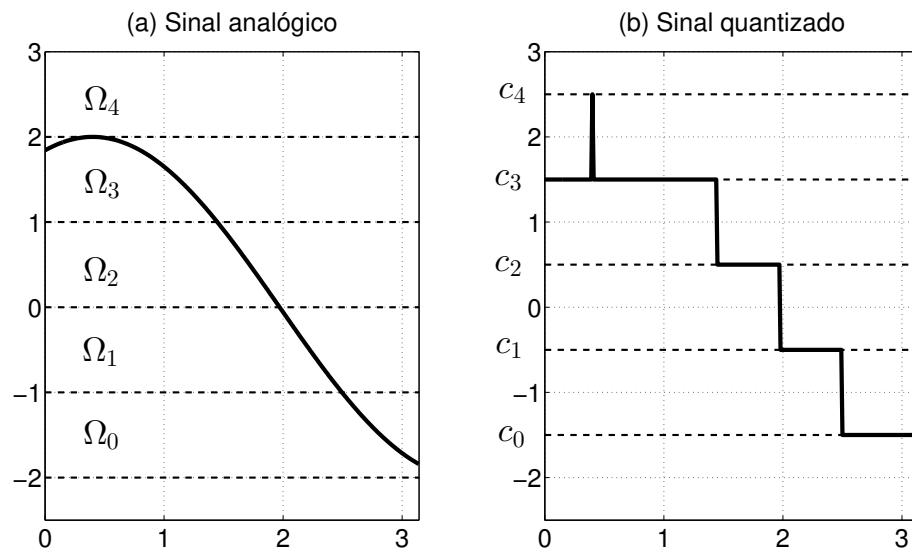 (a) Sinal analógico
3
2
1
0
−1
−2
Ω₄
Ω₃
Ω₂
Ω₁
Ω₀
0 1 2 3
(b) Sinal quantizado
3
c₄
2
c₃
1
c₂
0
c₁
−1
c₀
−2
0 1 2 3